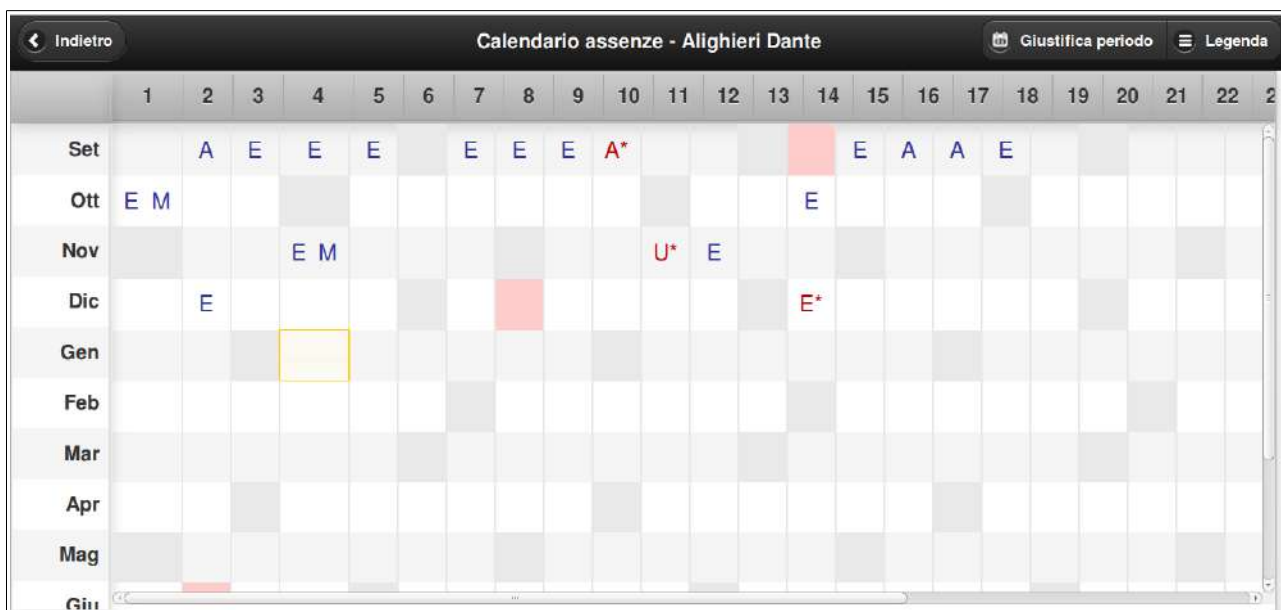 Indietro Calendario assenze - Alighieri Dante Giustifica periodo Legenda
1 2 3 4 5 6 7 8 9 10 11 12 13 14 15 16 17 18 19 20 21 22 2
Set A E E E E E E A* E A A E
Ott E M E
Nov E M U* E
Dic E E*
Gen
Feb
Mar
Apr
Mag
Giu